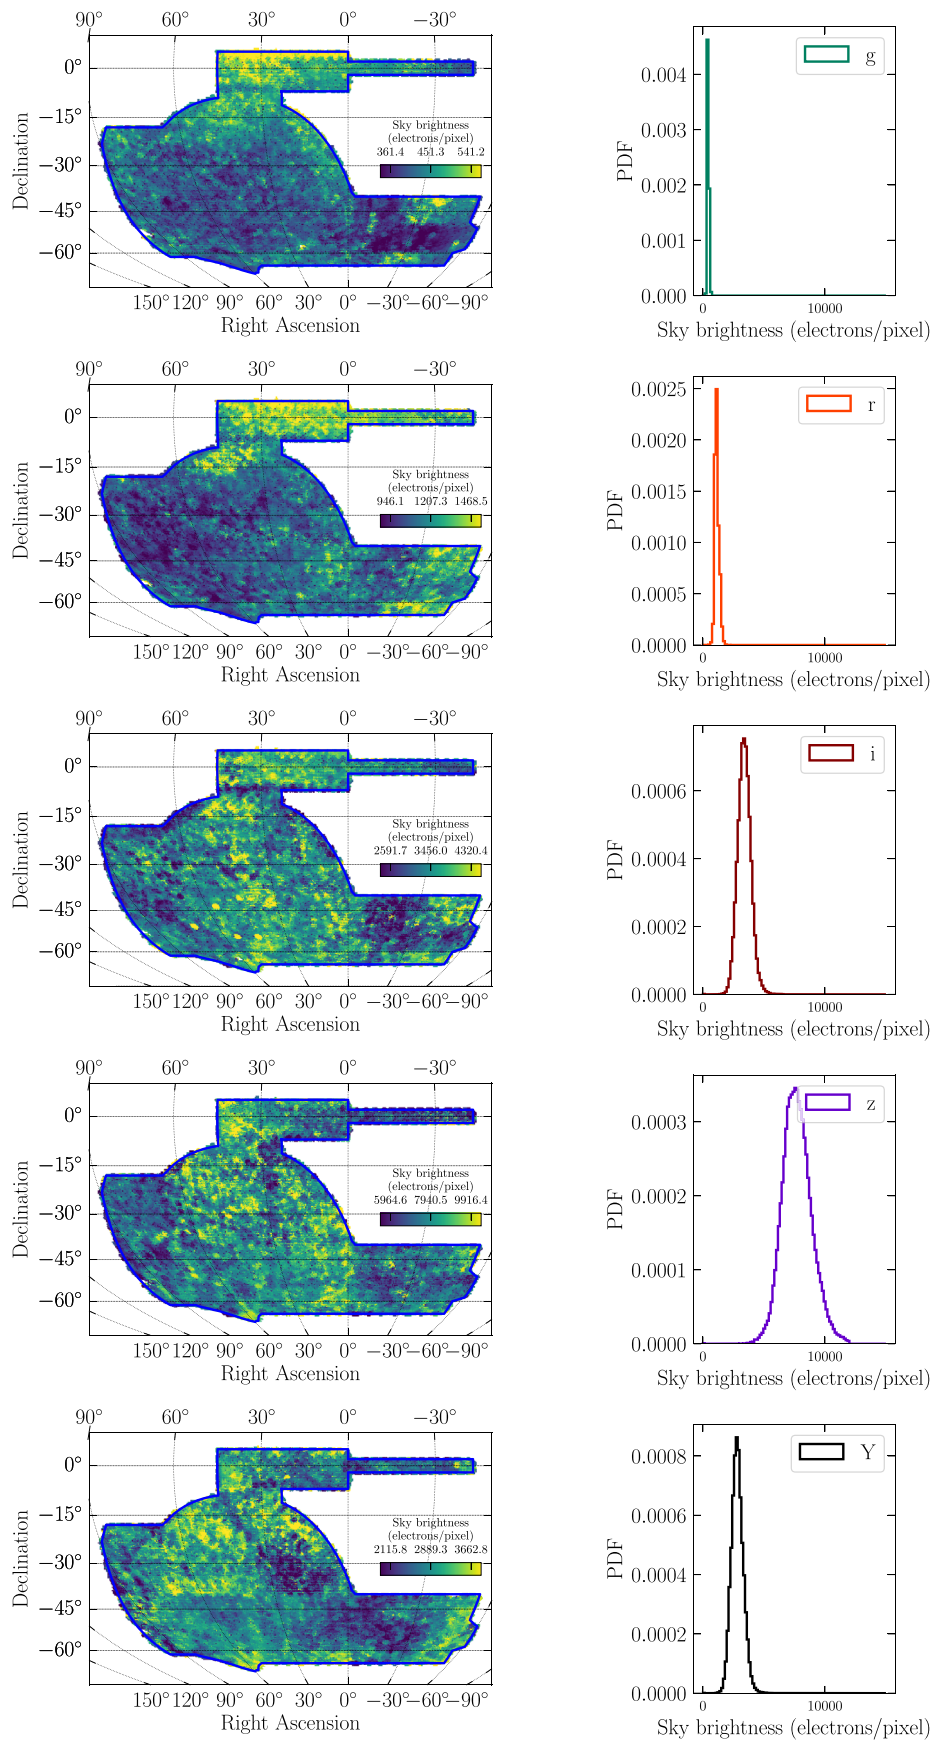 90° 60° 30° 0° −30°
0°
−15°
−30°
−45°
−60°
Declination
Sky brightness
(electrons/pixel)
361.4 451.3 541.2
150° 120° 90° 60° 30° 0° −30° −60° −90°
Right Ascension
g
0.004
0.003
0.002
0.001
0.000
PDF
0 10000
Sky brightness (electrons/pixel)
90° 60° 30° 0° −30°
0°
−15°
−30°
−45°
−60°
Declination
Sky brightness
(electrons/pixel)
946.1 1207.3 1468.5
150° 120° 90° 60° 30° 0° −30° −60° −90°
Right Ascension
r
0.0025
0.0020
0.0015
0.0010
0.0005
0.0000
PDF
0 10000
Sky brightness (electrons/pixel)
90° 60° 30° 0° −30°
0°
−15°
−30°
−45°
−60°
Declination
Sky brightness
(electrons/pixel)
2591.7 3456.0 4320.4
150° 120° 90° 60° 30° 0° −30° −60° −90°
Right Ascension
i
0.0006
0.0004
0.0002
0.0000
PDF
0 10000
Sky brightness (electrons/pixel)
90° 60° 30° 0° −30°
0°
−15°
−30°
−45°
−60°
Declination
Sky brightness
(electrons/pixel)
5964.6 7940.5 9916.4
150° 120° 90° 60° 30° 0° −30° −60° −90°
Right Ascension
z
0.0003
0.0002
0.0001
0.0000
PDF
0 10000
Sky brightness (electrons/pixel)
90° 60° 30° 0° −30°
0°
−15°
−30°
−45°
−60°
Declination
Sky brightness
(electrons/pixel)
2115.8 2889.3 3662.8
150° 120° 90° 60° 30° 0° −30° −60° −90°
Right Ascension
Y
0.0008
0.0006
0.0004
0.0002
0.0000
PDF
0 10000
Sky brightness (electrons/pixel)